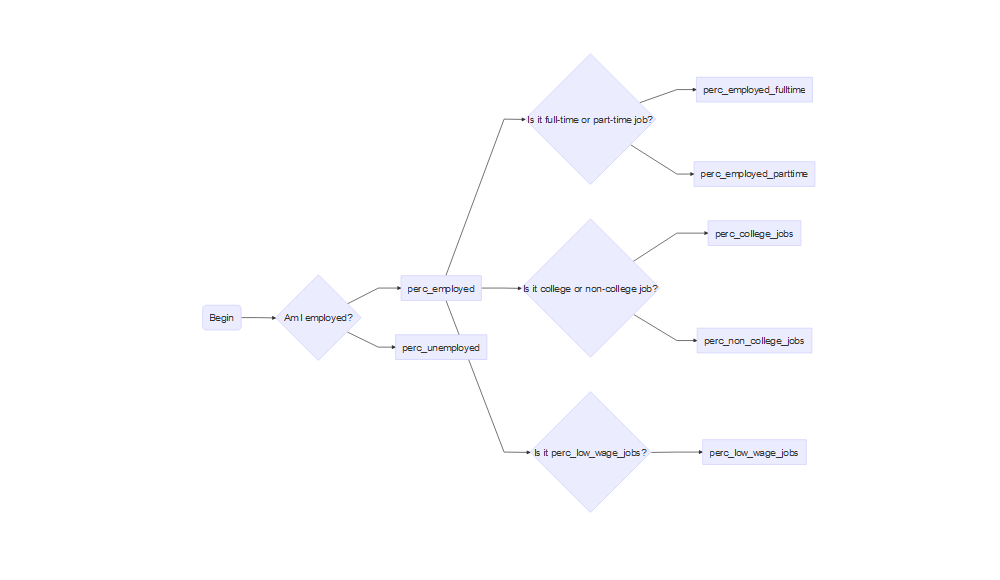 Begin
Am I employed?
perc_employed
perc_unemployed
Is it full-time or part-time job?
perc_employed_fulltime
perc_employed_parttime
Is it college or non-college job?
perc_college_jobs
perc_non_college_jobs
Is it perc_low_wage_jobs?
perc_low_wage_jobs